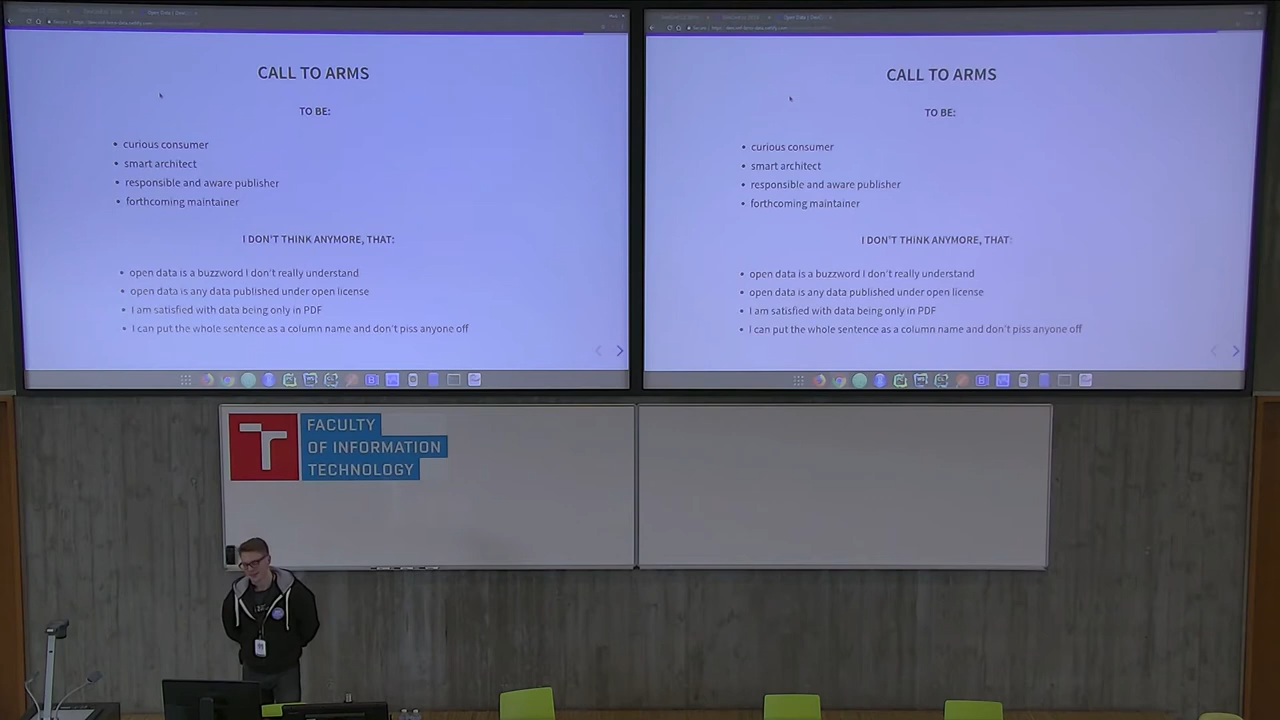 CALL TO ARMS
TO BE:
• curious consumer
• smart architect
• responsible and aware publisher
• forthcoming maintainer
I DON'T THINK ANYMORE, THAT:
• open data is a buzword I don't really understand
• open data is any data published under open license
• I am satisfied with data being only in PDF
• I can put the whole sentence as a column name and don't piss anyone off
CALL TO ARMS
TO BE:
• curious consumer
• smart architect
• responsible and aware publisher
• forthcoming maintainer
I DON'T THINK ANYMORE, THAT:
• open data is a buzword I don't really understand
• open data is any data published under open license
• I am satisfied with data being only in PDF
• I can put the whole sentence as a column name and don't piss anyone off
FACULTY
OF INFORMATION
TECHNOLOGY